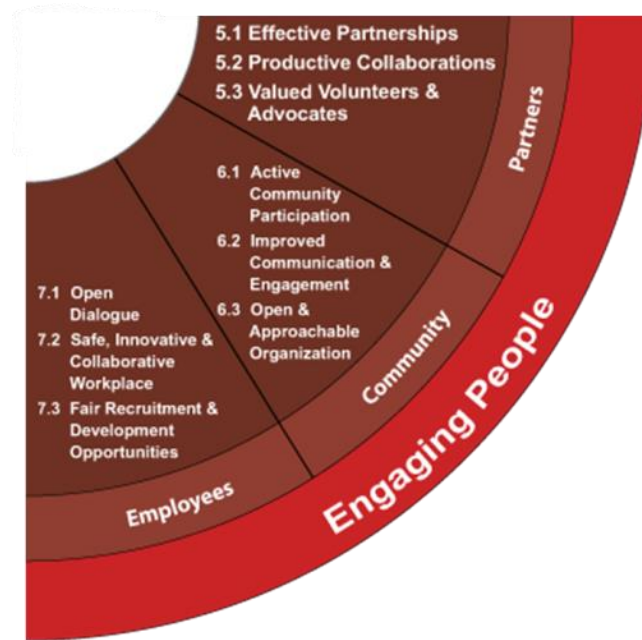 5.1 Effective Partnerships
5.2 Productive Collaborations
5.3 Valued Volunteers &
Advocates
Partners
6.1 Active
Community
Participation
6.2 Improved
Communication &
Engagement
6.3 Open &
Approachable
Organization
Community
7.1 Open
Dialogue
7.2 Safe, Innovative &
Collaborative
Workplace
7.3 Fair Recruitment &
Development
Opportunities
Employees
Engaging People